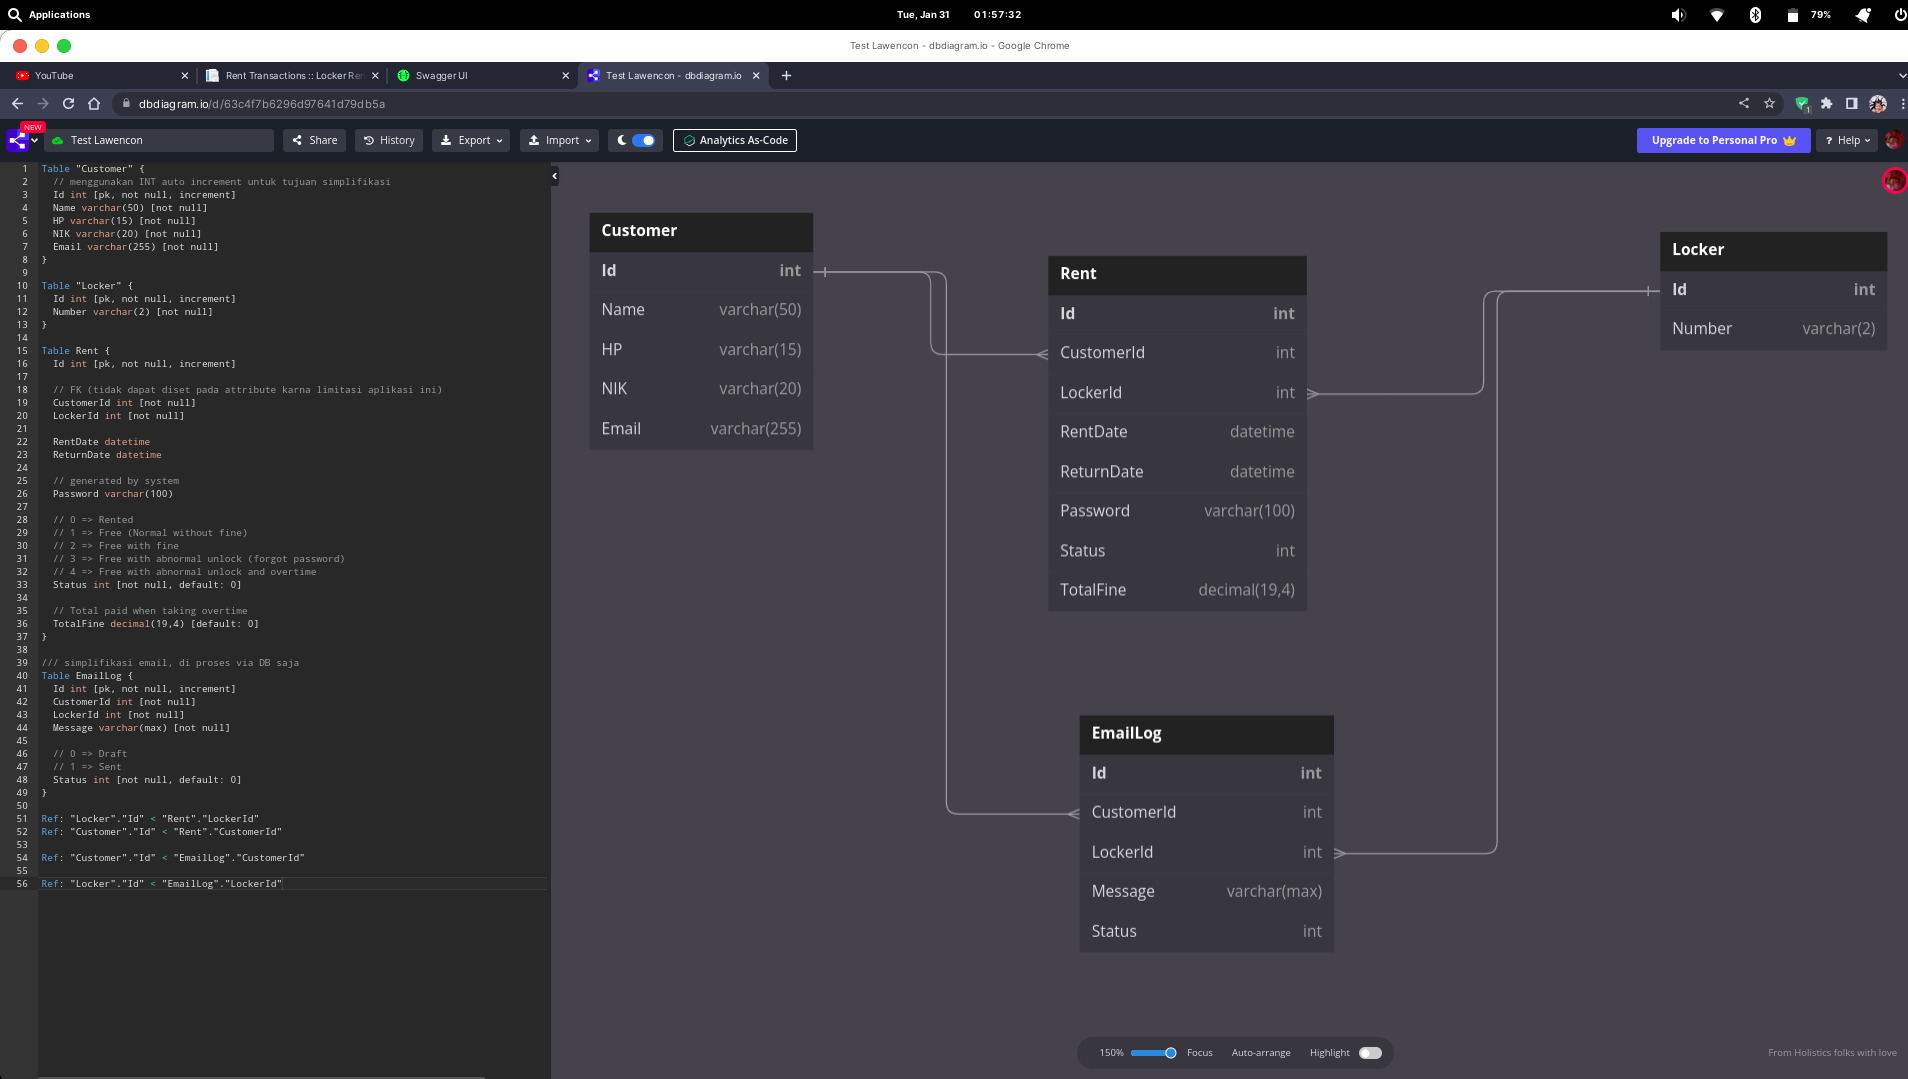 Applications
Tue, Jan 31 01:57:32
79%
Test Lawencon - dbdiagram.io - Google Chrome
YouTube
Rent Transactions :: Locker Re
Swagger UI
Test Lawencon - dbdiagram.io
dbdiagram.io/d/63c4f7b6296d97641d79db5a
1
NEW
Test Lawencon
Share
History
Export
Import
Analytics As-Code
Upgrade to Personal Pro
? Help
1 Table "Customer" {
2 // menggunakan INT auto increment untuk tujuan simplifikasi
3 Id int [pk, not null, increment]
4 Name varchar(50) [not null]
5 HP varchar(15) [not null]
6 NIK varchar(20) [not null]
7 Email varchar(255) [not null]
8 }
9
10 Table "Locker" {
11 Id int [pk, not null, increment]
12 Number varchar(2) [not null]
13 }
14
15 Table Rent {
16 Id int [pk, not null, increment]
17
18 // FK (tidak dapat diset pada attribute karna limitasi aplikasi ini)
19 CustomerId int [not null]
20 LockerId int [not null]
21
22 RentDate datetime
23 ReturnDate datetime
24
25 // generated by system
26 Password varchar(100)
27
28 // 0 => Rented
29 // 1 => Free (Normal without fine)
30 // 2 => Free with fine
31 // 3 => Free with abnormal unlock (forgot password)
32 // 4 => Free with abnormal unlock and overtime
33 Status int [not null, default: 0]
34
35 // Total paid when taking overtime
36 TotalFine decimal(19,4) [default: 0]
37 }
38
39 /// simplifikasi email, di proses via DB saja
40 Table EmailLog {
41 Id int [pk, not null, increment]
42 CustomerId int [not null]
43 LockerId int [not null]
44 Message varchar(max) [not null]
45
46 // 0 => Draft
47 // 1 => Sent
48 Status int [not null, default: 0]
49 }
50
51 Ref: "Locker"."Id" < "Rent"."LockerId"
52 Ref: "Customer"."Id" < "Rent"."CustomerId"
53
54 Ref: "Customer"."Id" < "EmailLog"."CustomerId"
55
56 Ref: "Locker"."Id" < "EmailLog"."LockerId"
Customer
Id int
Name varchar(50)
HP varchar(15)
NIK varchar(20)
Email varchar(255)
Rent
Id int
CustomerId int
LockerId int
RentDate datetime
ReturnDate datetime
Password varchar(100)
Status int
TotalFine decimal(19,4)
Locker
Id int
Number varchar(2)
EmailLog
Id int
CustomerId int
LockerId int
Message varchar(max)
Status int
150% Focus Auto-arrange Highlight
From Holistics folks with love